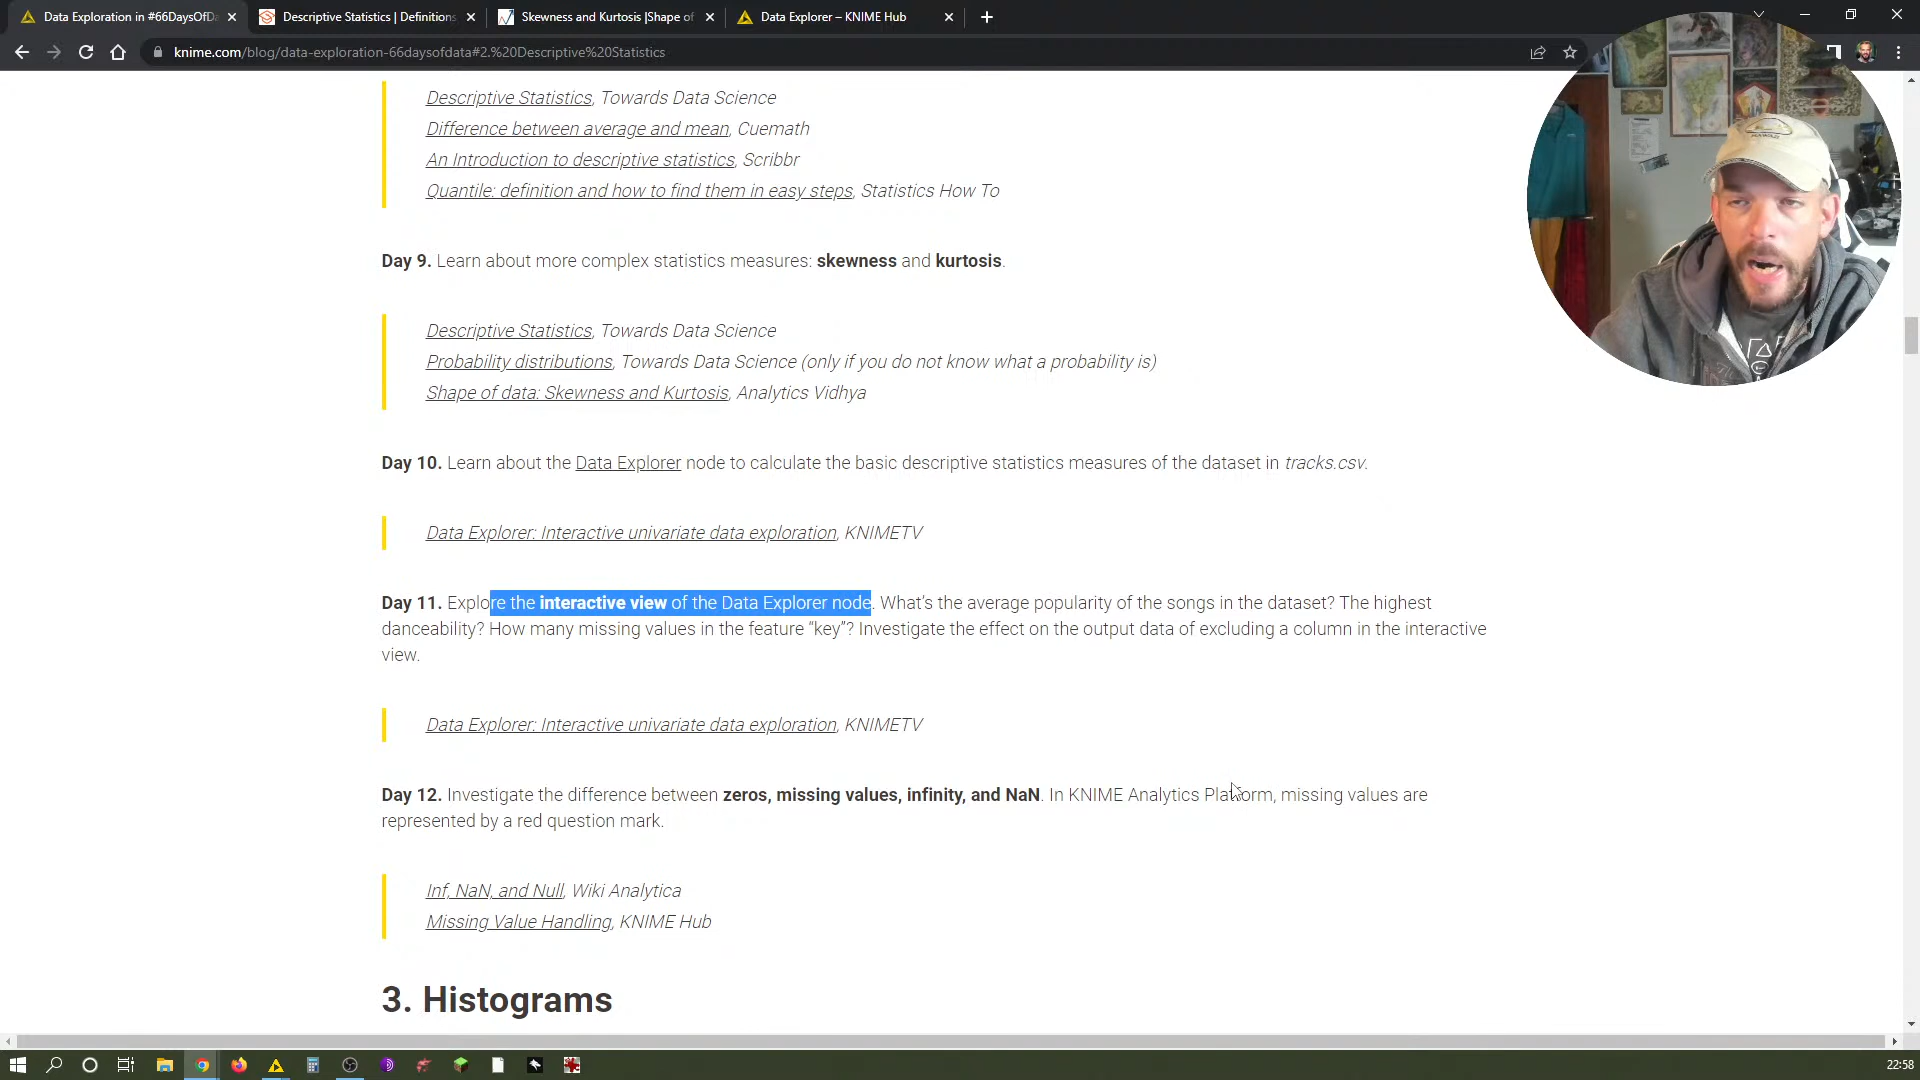 Data Exploration in #66DaysOfDa
Descriptive Statistics | Definitions
Skewness and Kurtosis |Shape of
Data Explorer – KNIME Hub
knime.com/blog/data-exploration-66daysofdata#2.%20Descriptive%20Statistics
Descriptive Statistics, Towards Data Science
Difference between average and mean, Cuemath
An Introduction to descriptive statistics, Scribbr
Quantile: definition and how to find them in easy steps, Statistics How To
Day 9. Learn about more complex statistics measures: skewness and kurtosis.
Descriptive Statistics, Towards Data Science
Probability distributions, Towards Data Science (only if you do not know what a probability is)
Shape of data: Skewness and Kurtosis, Analytics Vidhya
Day 10. Learn about the Data Explorer node to calculate the basic descriptive statistics measures of the dataset in tracks.csv.
Data Explorer: Interactive univariate data exploration, KNIMETV
Day 11. Explore the interactive view of the Data Explorer node. What's the average popularity of the songs in the dataset? The highest
danceability? How many missing values in the feature “key”? Investigate the effect on the output data of excluding a column in the interactive
view.
Data Explorer: Interactive univariate data exploration, KNIMETV
Day 12. Investigate the difference between zeros, missing values, infinity, and NaN. In KNIME Analytics Platform, missing values are
represented by a red question mark.
Inf, NaN, and Null, Wiki Analytica
Missing Value Handling, KNIME Hub
3. Histograms
22:58